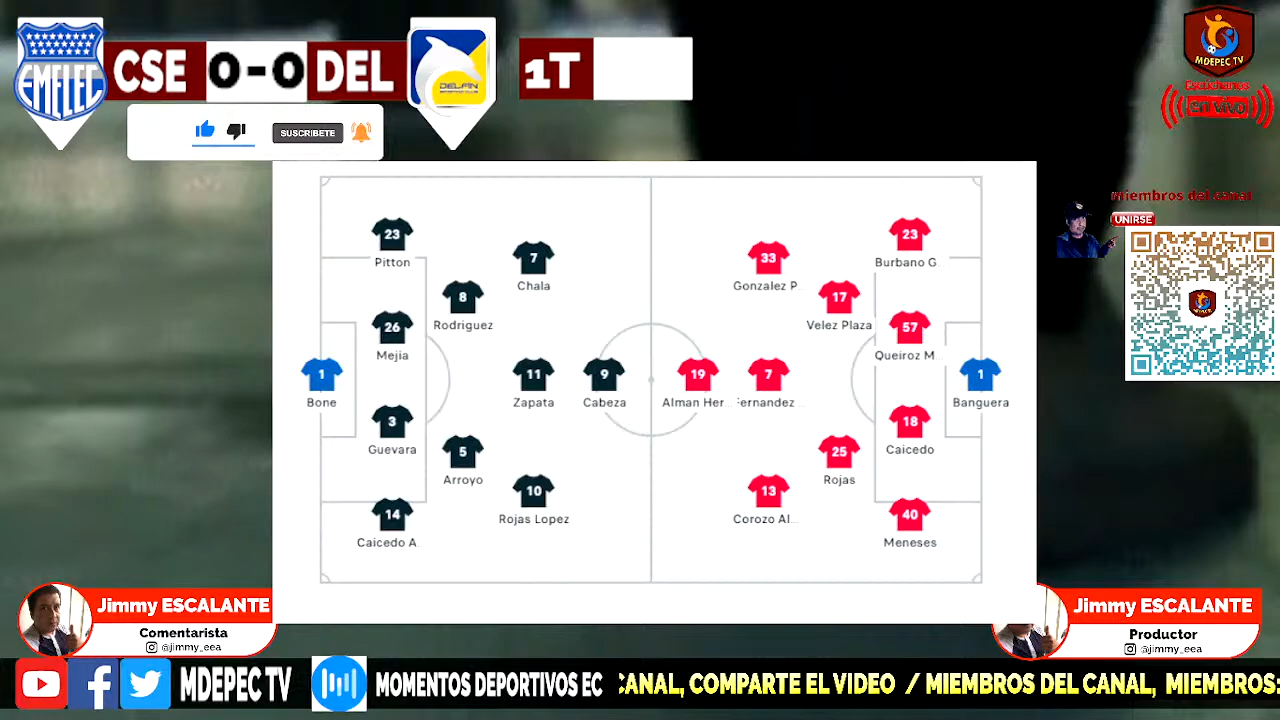 EMELEC
CSE 0-0 DEL
DELFIN
1T
SUSCRIBETE
MDEPEC TV
Escúchanos
en vivo
miembros del canal
UNIRSE
23
Pitton
7
Chala
8
Rodriguez
26
Mejia
1
Bone
11
Zapata
9
Cabeza
3
Guevara
5
Arroyo
10
Rojas Lopez
14
Caicedo A.
33
Gonzalez P...
23
Burbano G.
17
Velez Plaza
57
Queiroz M...
19
Alman Her...
7
Fernandez ...
1
Banguera
18
Caicedo
25
Rojas
13
Corozo Al...
40
Meneses
Jimmy ESCALANTE
Comentarista
@jimmy_eea
Jimmy ESCALANTE
Productor
@jimmy_eea
MDEPEC TV
MOMENTOS DEPORTIVOS EC
CANAL, COMPARTE EL VIDEO / MIEMBROS DEL CANAL, MIEMBROS: